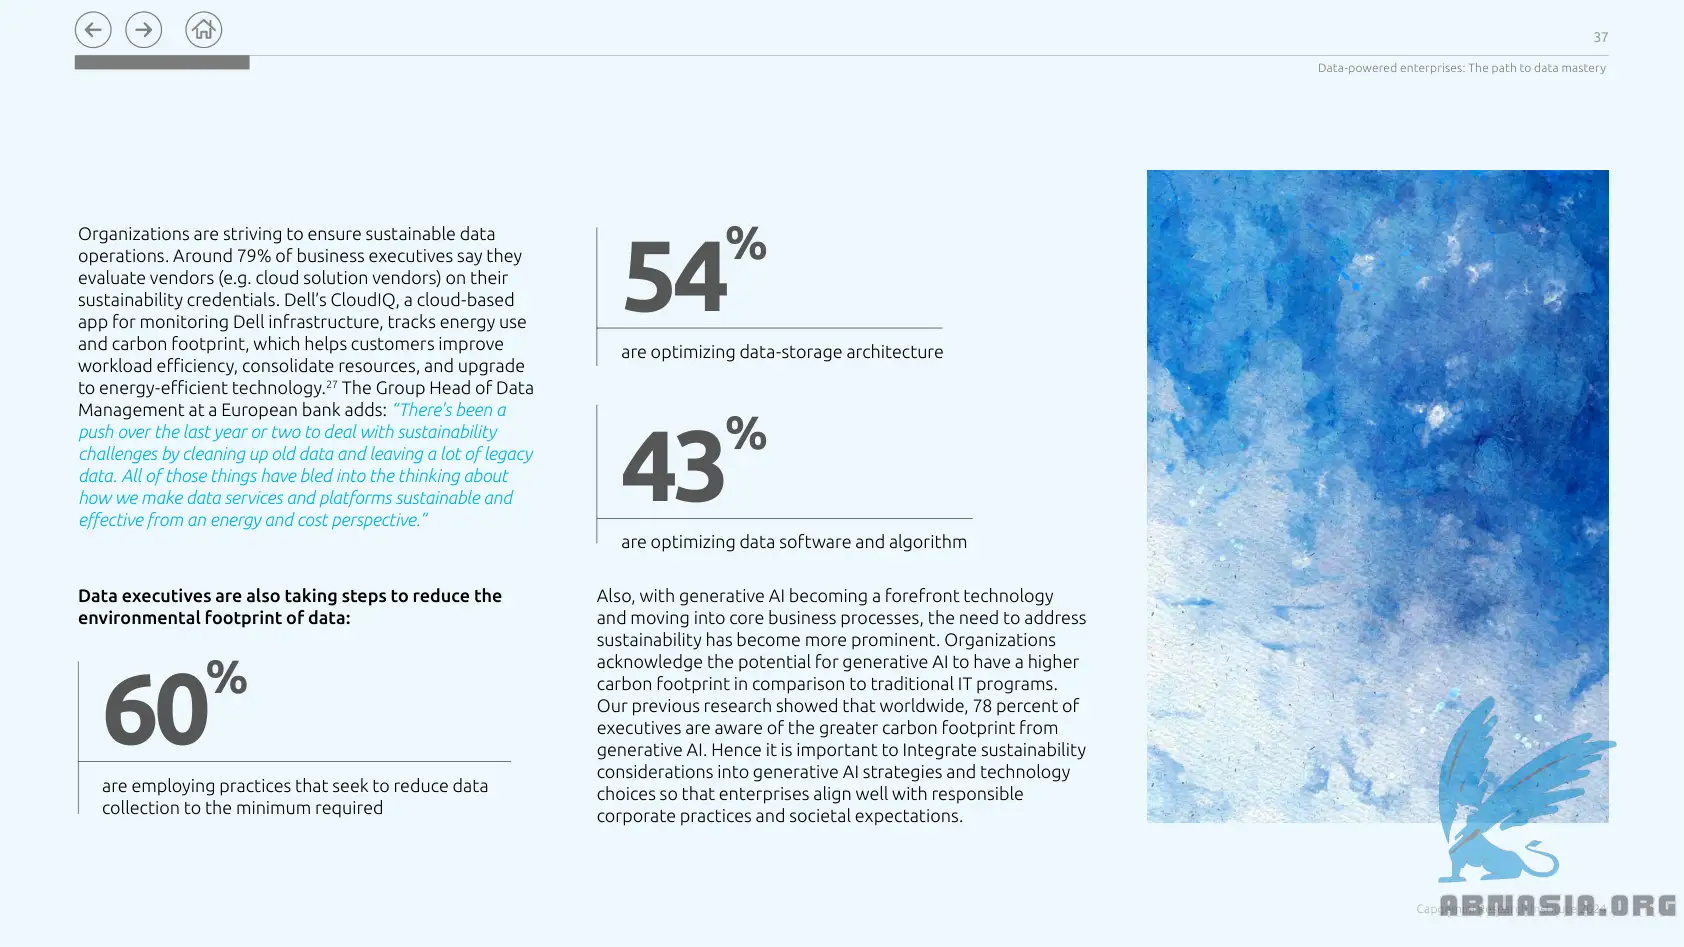 37
Data-powered enterprises: The path to data mastery
Organizations are striving to ensure sustainable data
operations. Around 79% of business executives say they
evaluate vendors (e.g. cloud solution vendors) on their
sustainability credentials. Dell’s CloudIQ, a cloud-based
app for monitoring Dell infrastructure, tracks energy use
and carbon footprint, which helps customers improve
workload efficiency, consolidate resources, and upgrade
to energy-efficient technology.27 The Group Head of Data
Management at a European bank adds: “There’s been a
push over the last year or two to deal with sustainability
challenges by cleaning up old data and leaving a lot of legacy
data. All of those things have bled into the thinking about
how we make data services and platforms sustainable and
effective from an energy and cost perspective.”
Data executives are also taking steps to reduce the
environmental footprint of data:
60%
are employing practices that seek to reduce data
collection to the minimum required
54%
are optimizing data-storage architecture
43%
are optimizing data software and algorithm
Also, with generative AI becoming a forefront technology
and moving into core business processes, the need to address
sustainability has become more prominent. Organizations
acknowledge the potential for generative AI to have a higher
carbon footprint in comparison to traditional IT programs.
Our previous research showed that worldwide, 78 percent of
executives are aware of the greater carbon footprint from
generative AI. Hence it is important to Integrate sustainability
considerations into generative AI strategies and technology
choices so that enterprises align well with responsible
corporate practices and societal expectations.
ABNASIA.ORG